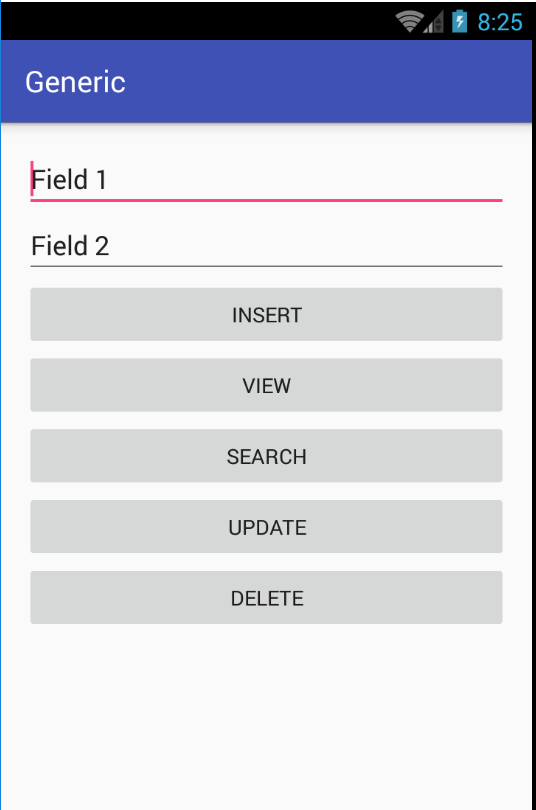 8:25
Generic
Field 1
Field 2
INSERT
VIEW
SEARCH
UPDATE
DELETE